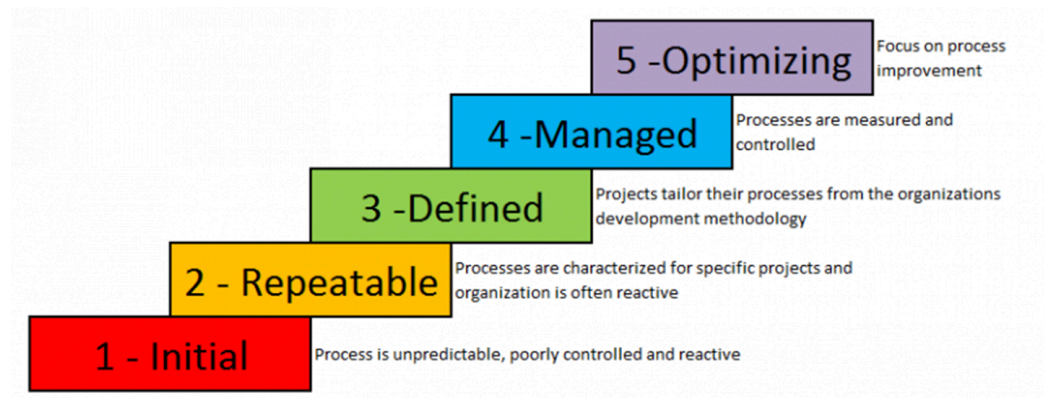 5 -Optimizing
Focus on process
improvement
4 -Managed
Processes are measured and
controlled
3 -Defined
Projects tailor their processes from the organizations
development methodology
2 - Repeatable
Processes are characterized for specific projects and
organization is often reactive
1 - Initial
Process is unpredictable, poorly controlled and reactive